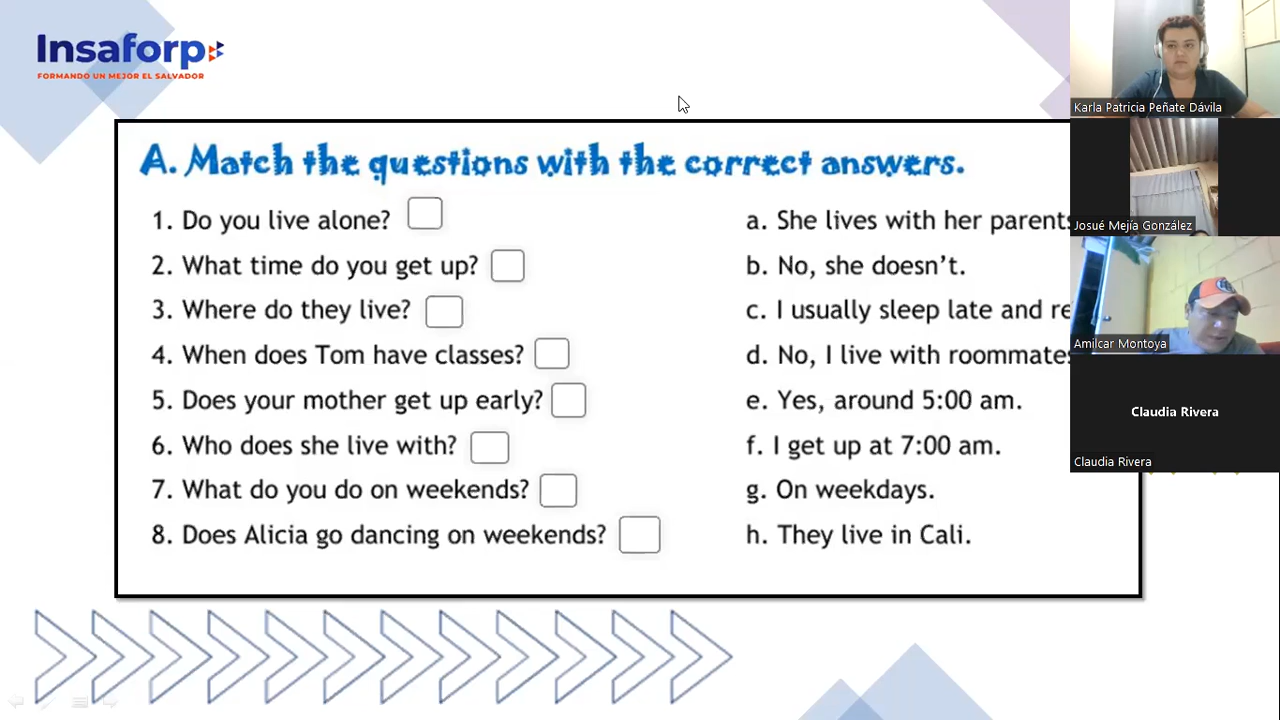 Insaforp
FORMANDO UN MEJOR EL SALVADOR
A. Match the questions with the correct answers.
1. Do you live alone?
2. What time do you get up?
3. Where do they live?
4. When does Tom have classes?
5. Does your mother get up early?
6. Who does she live with?
7. What do you do on weekends?
8. Does Alicia go dancing on weekends?
a. She lives with her parents
b. No, she doesn't.
c. I usually sleep late and
d. No, I live with roommates
e. Yes, around 5:00 am.
f. I get up at 7:00 am.
g. On weekdays.
h. They live in Cali.
Karla Patricia Peñate Dávila
Josué Mejía González
Amilcar Montoya
Claudia Rivera
Claudia Rivera